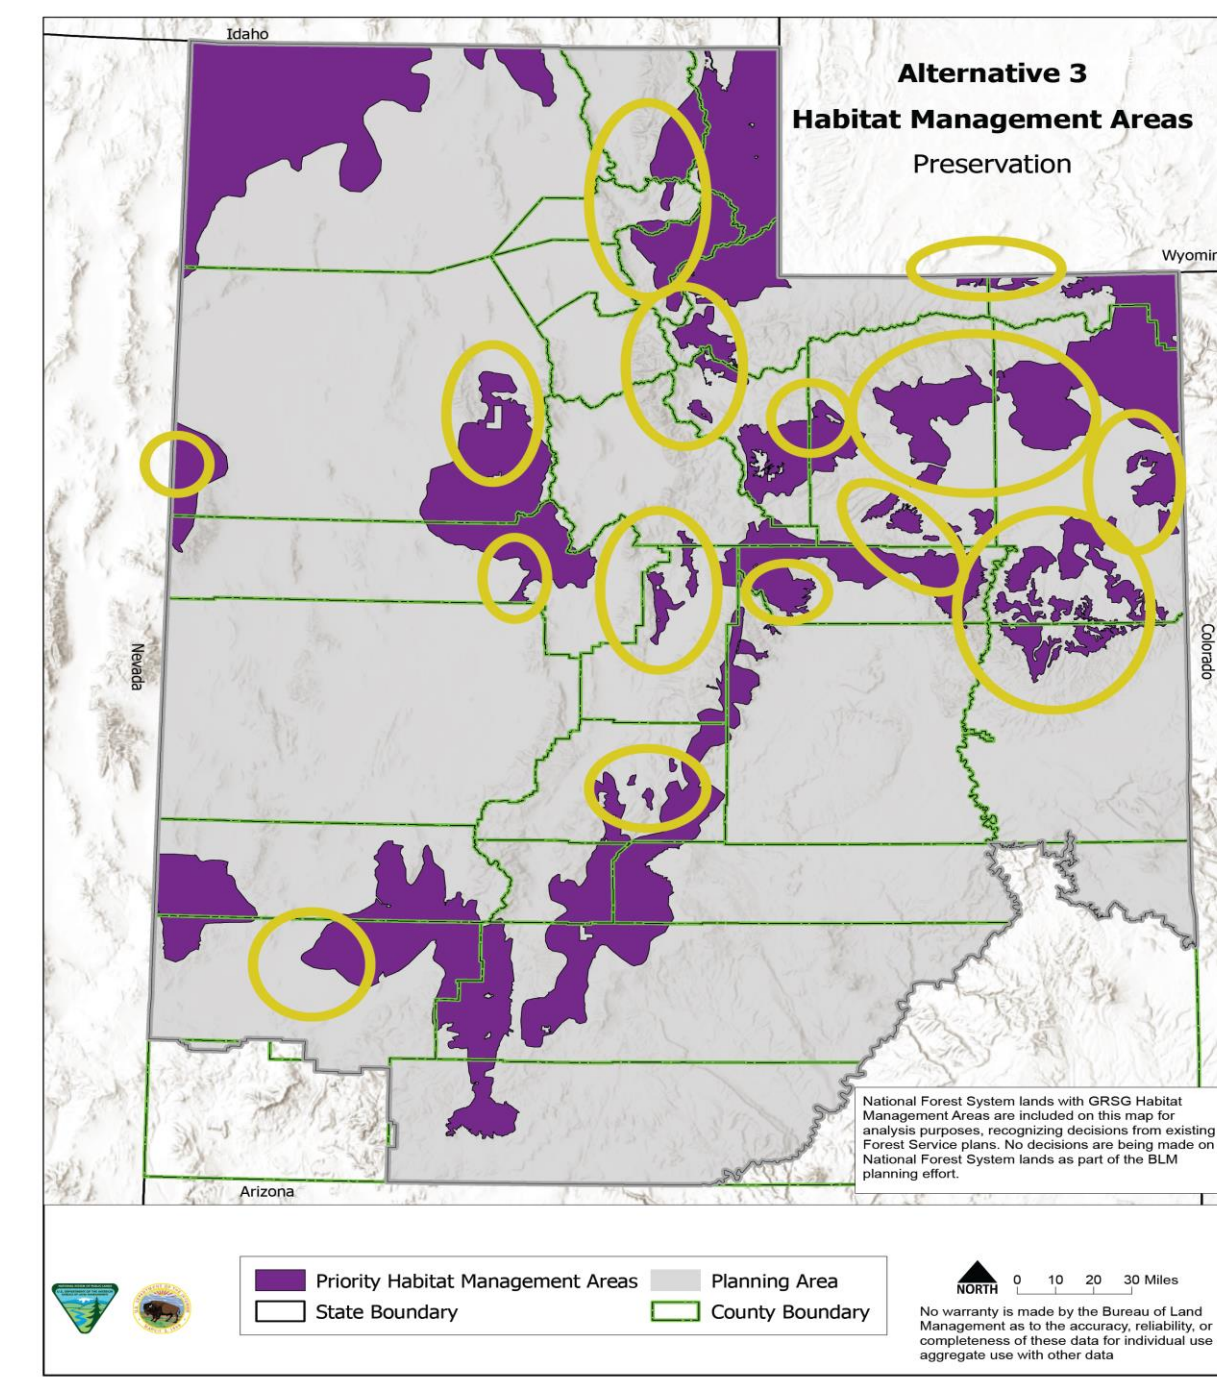 Idaho
Alternative 3
Habitat Management Areas
Preservation
Wyomin
Nevada
Colorado
National Forest System lands with GRSG Habitat
Management Areas are included on this map for
analysis purposes, recognizing decisions from existing
Forest Service plans. No decisions are being made on
National Forest System lands as part of the BLM
planning effort.
Arizona
Priority Habitat Management Areas
Planning Area
State Boundary
County Boundary
NORTH
0 10 20 30 Miles
No warranty is made by the Bureau of Land
Management as to the accuracy, reliability, or
completeness of these data for individual use
aggregate use with other data